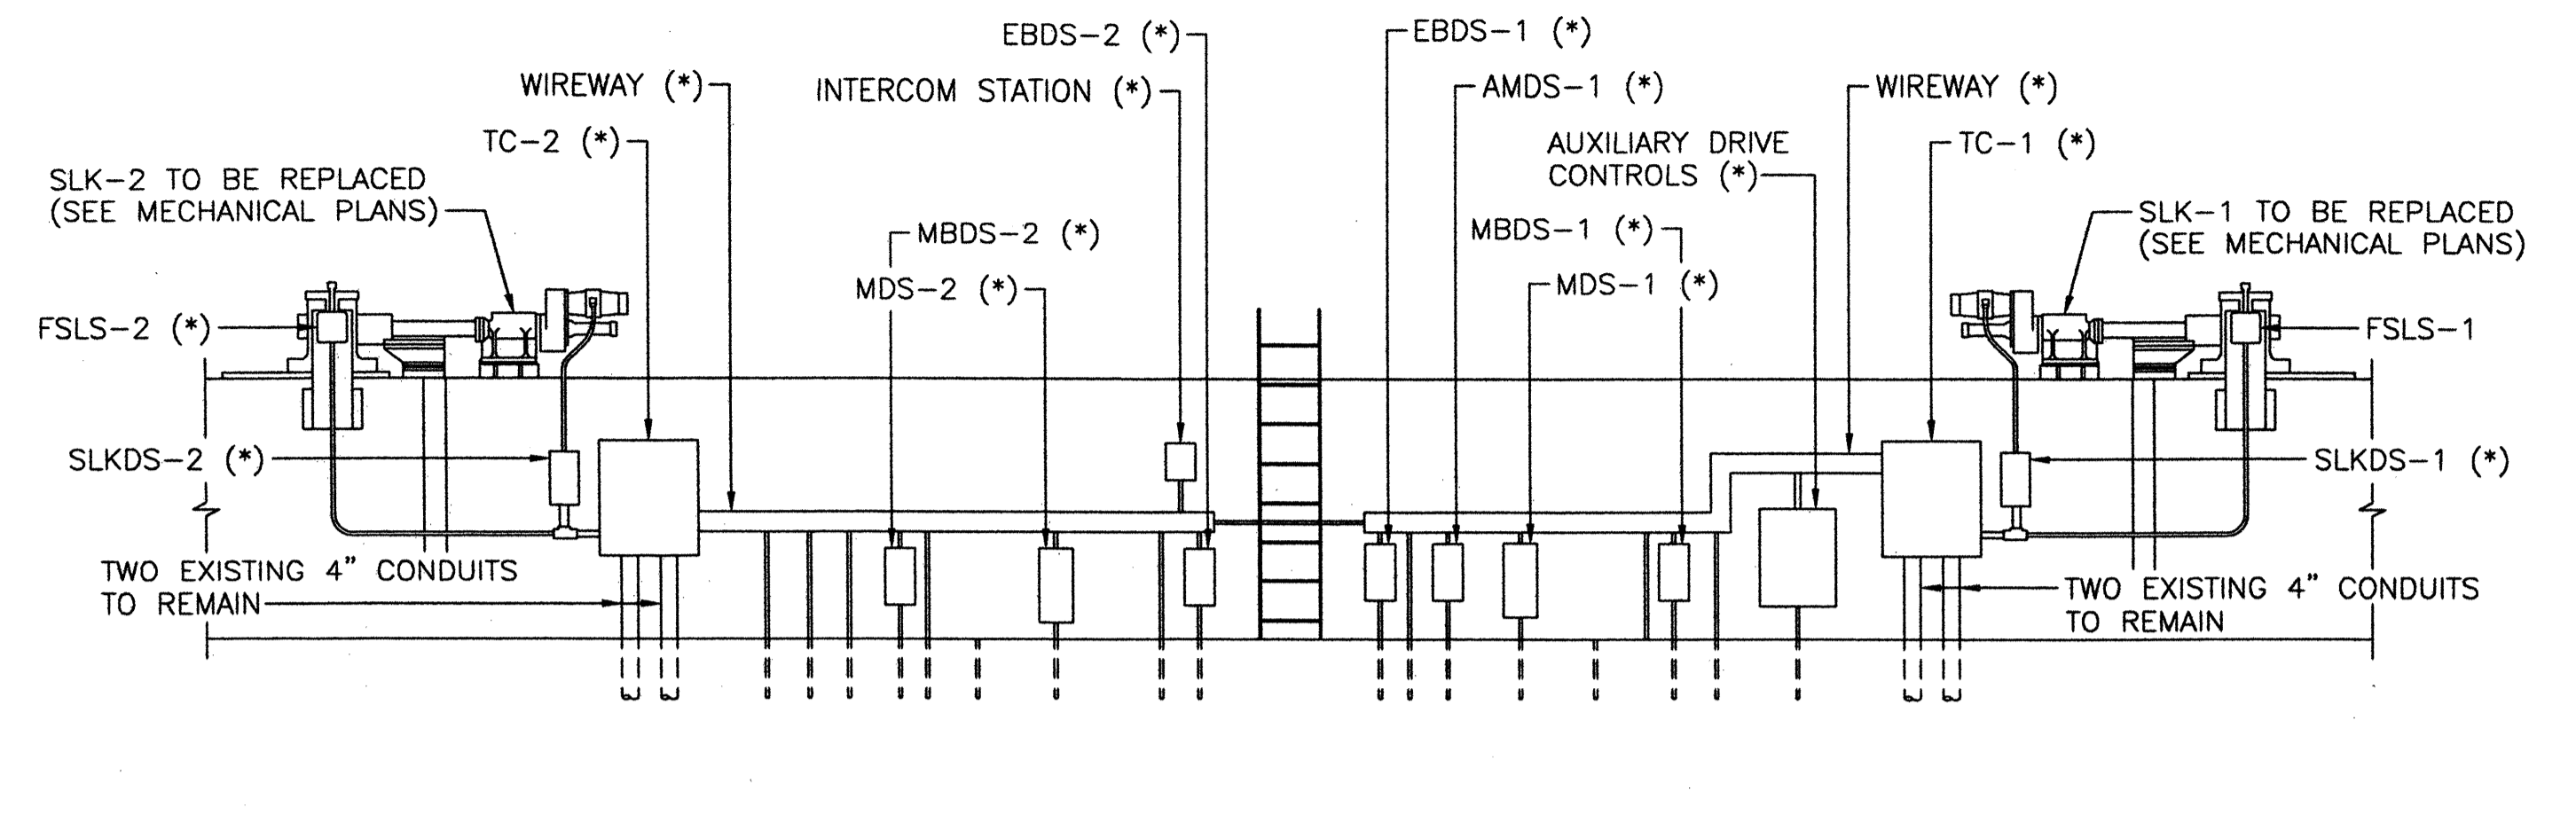 EBDS-2 (*)
EBDS-1 (*)
WIREWAY (*)
INTERCOM STATION (*)
AMDS-1 (*)
WIREWAY (*)
TC-2 (*)
AUXILIARY DRIVE
CONTROLS (*)
TC-1 (*)
SLK-2 TO BE REPLACED
(SEE MECHANICAL PLANS)
MBDS-2 (*)
MBDS-1 (*)
SLK-1 TO BE REPLACED
(SEE MECHANICAL PLANS)
MDS-2 (*)
MDS-1 (*)
FSLS-2 (*)
FSLS-1
SLKDS-2 (*)
SLKDS-1 (*)
TWO EXISTING 4" CONDUITS
TO REMAIN
TWO EXISTING 4" CONDUITS
TO REMAIN